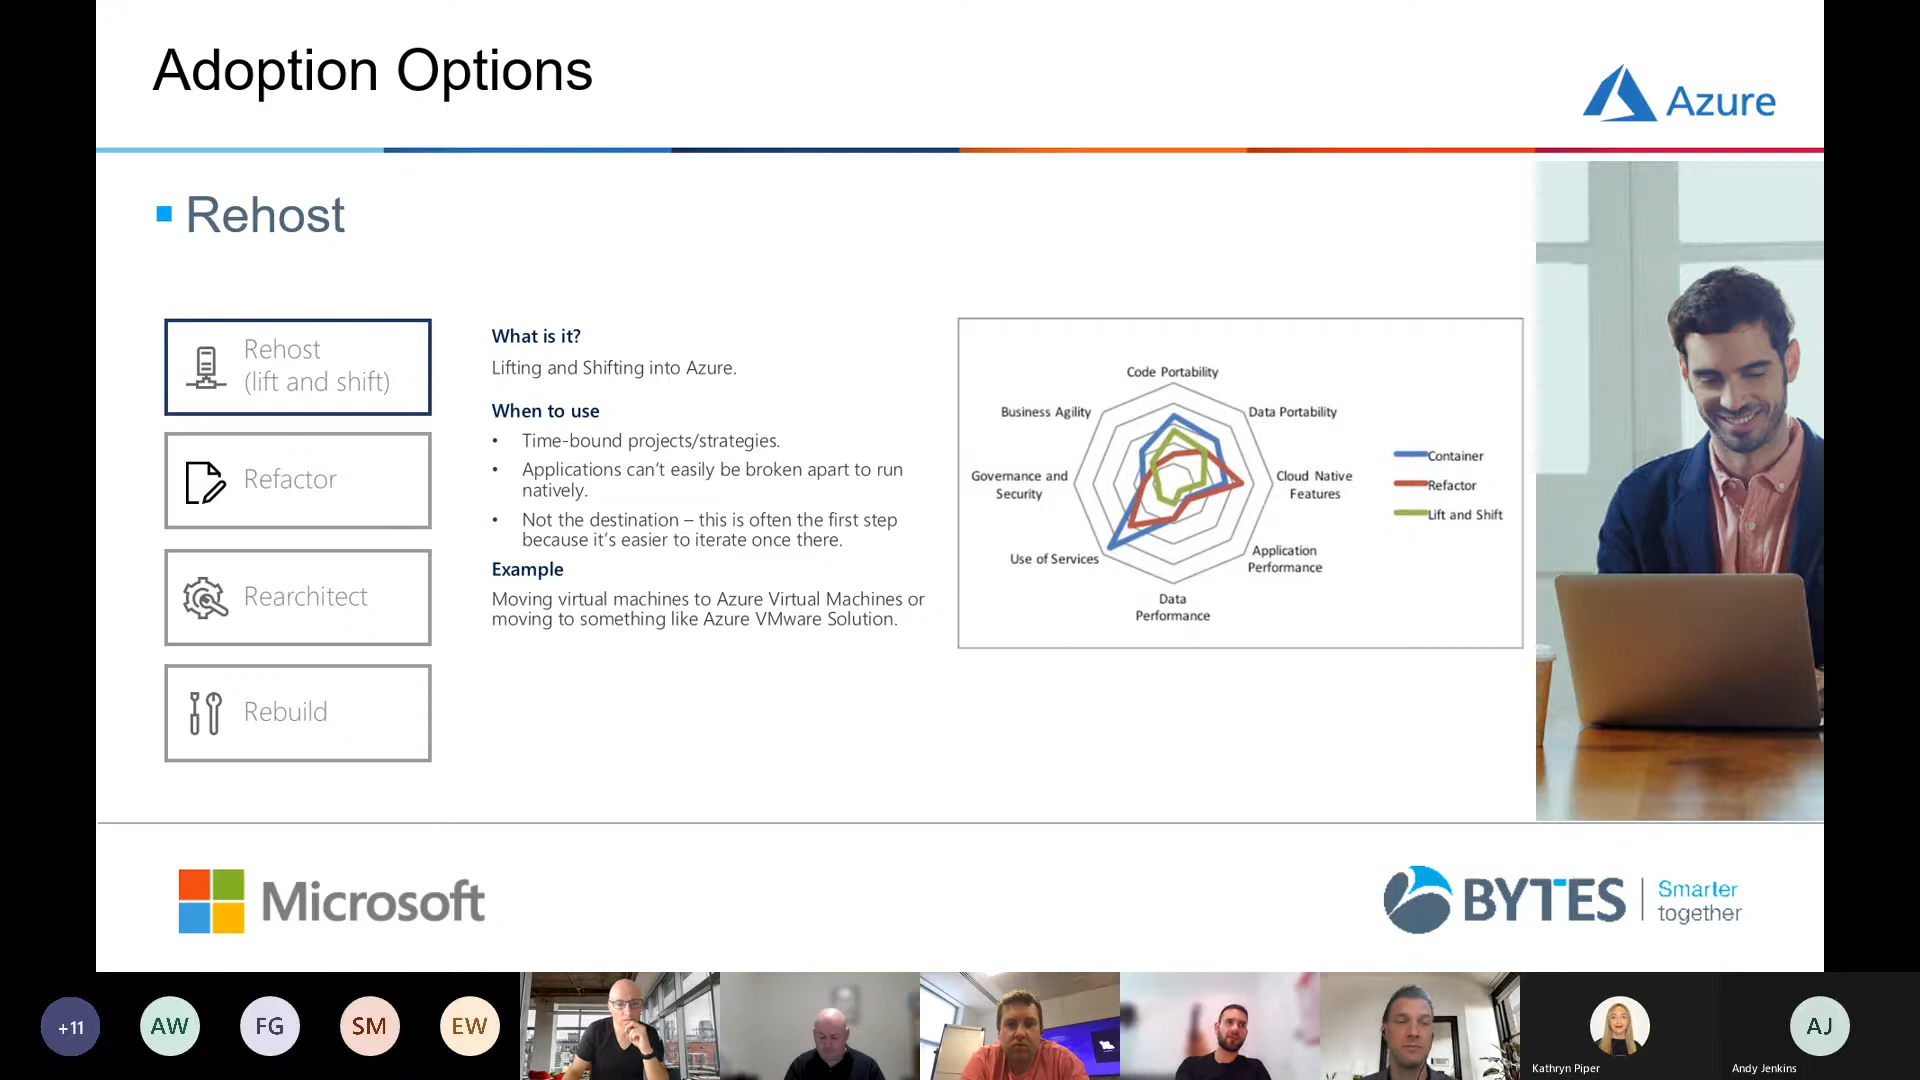 Adoption Options
Azure
Rehost
Rehost
(lift and shift)
Refactor
Rearchitect
Rebuild
What is it?
Lifting and Shifting into Azure.
When to use
• Time-bound projects/strategies.
• Applications can’t easily be broken apart to run
natively.
• Not the destination – this is often the first step
because it’s easier to iterate once there.
Example
Moving virtual machines to Azure Virtual Machines or
moving to something like Azure VMware Solution.
Code Portability
Business Agility
Data Portability
Governance and
Security
Cloud Native
Features
Use of Services
Application
Performance
Data
Performance
Container
Refactor
Lift and Shift
Microsoft
BYTES
Smarter
together
+11
AW
FG
SM
EW
Kathryn Piper
AJ
Andy Jenkins